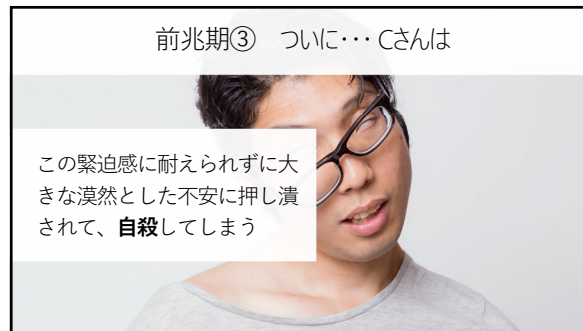 前兆期③　ついに・・・ Cさんは
この緊迫感に耐えられずに大
きな漠然とした不安に押し潰
されて、自殺してしまう